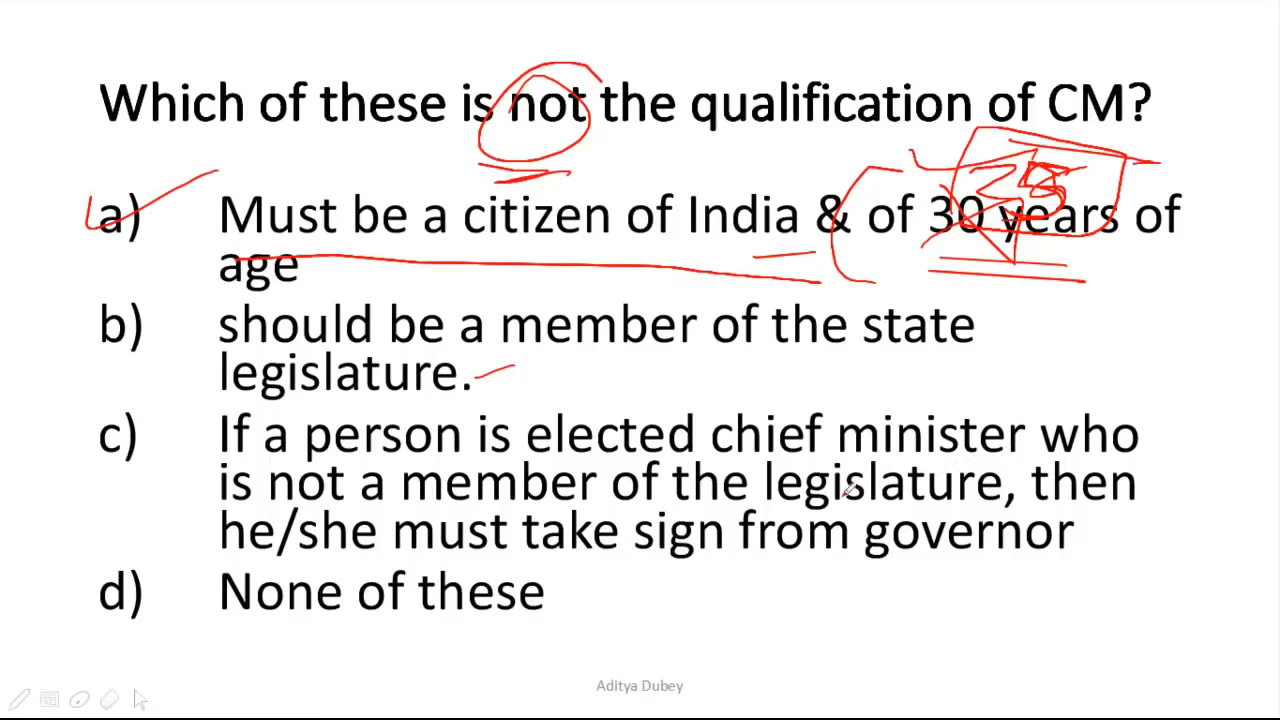 Which of these is not the qualification of CM?
25
a) Must be a citizen of India & of 30 years of
age
b) should be a member of the state
legislature.
c) If a person is elected chief minister who
is not a member of the legislature, then
he/she must take sign from governor
d) None of these
Aditya Dubey